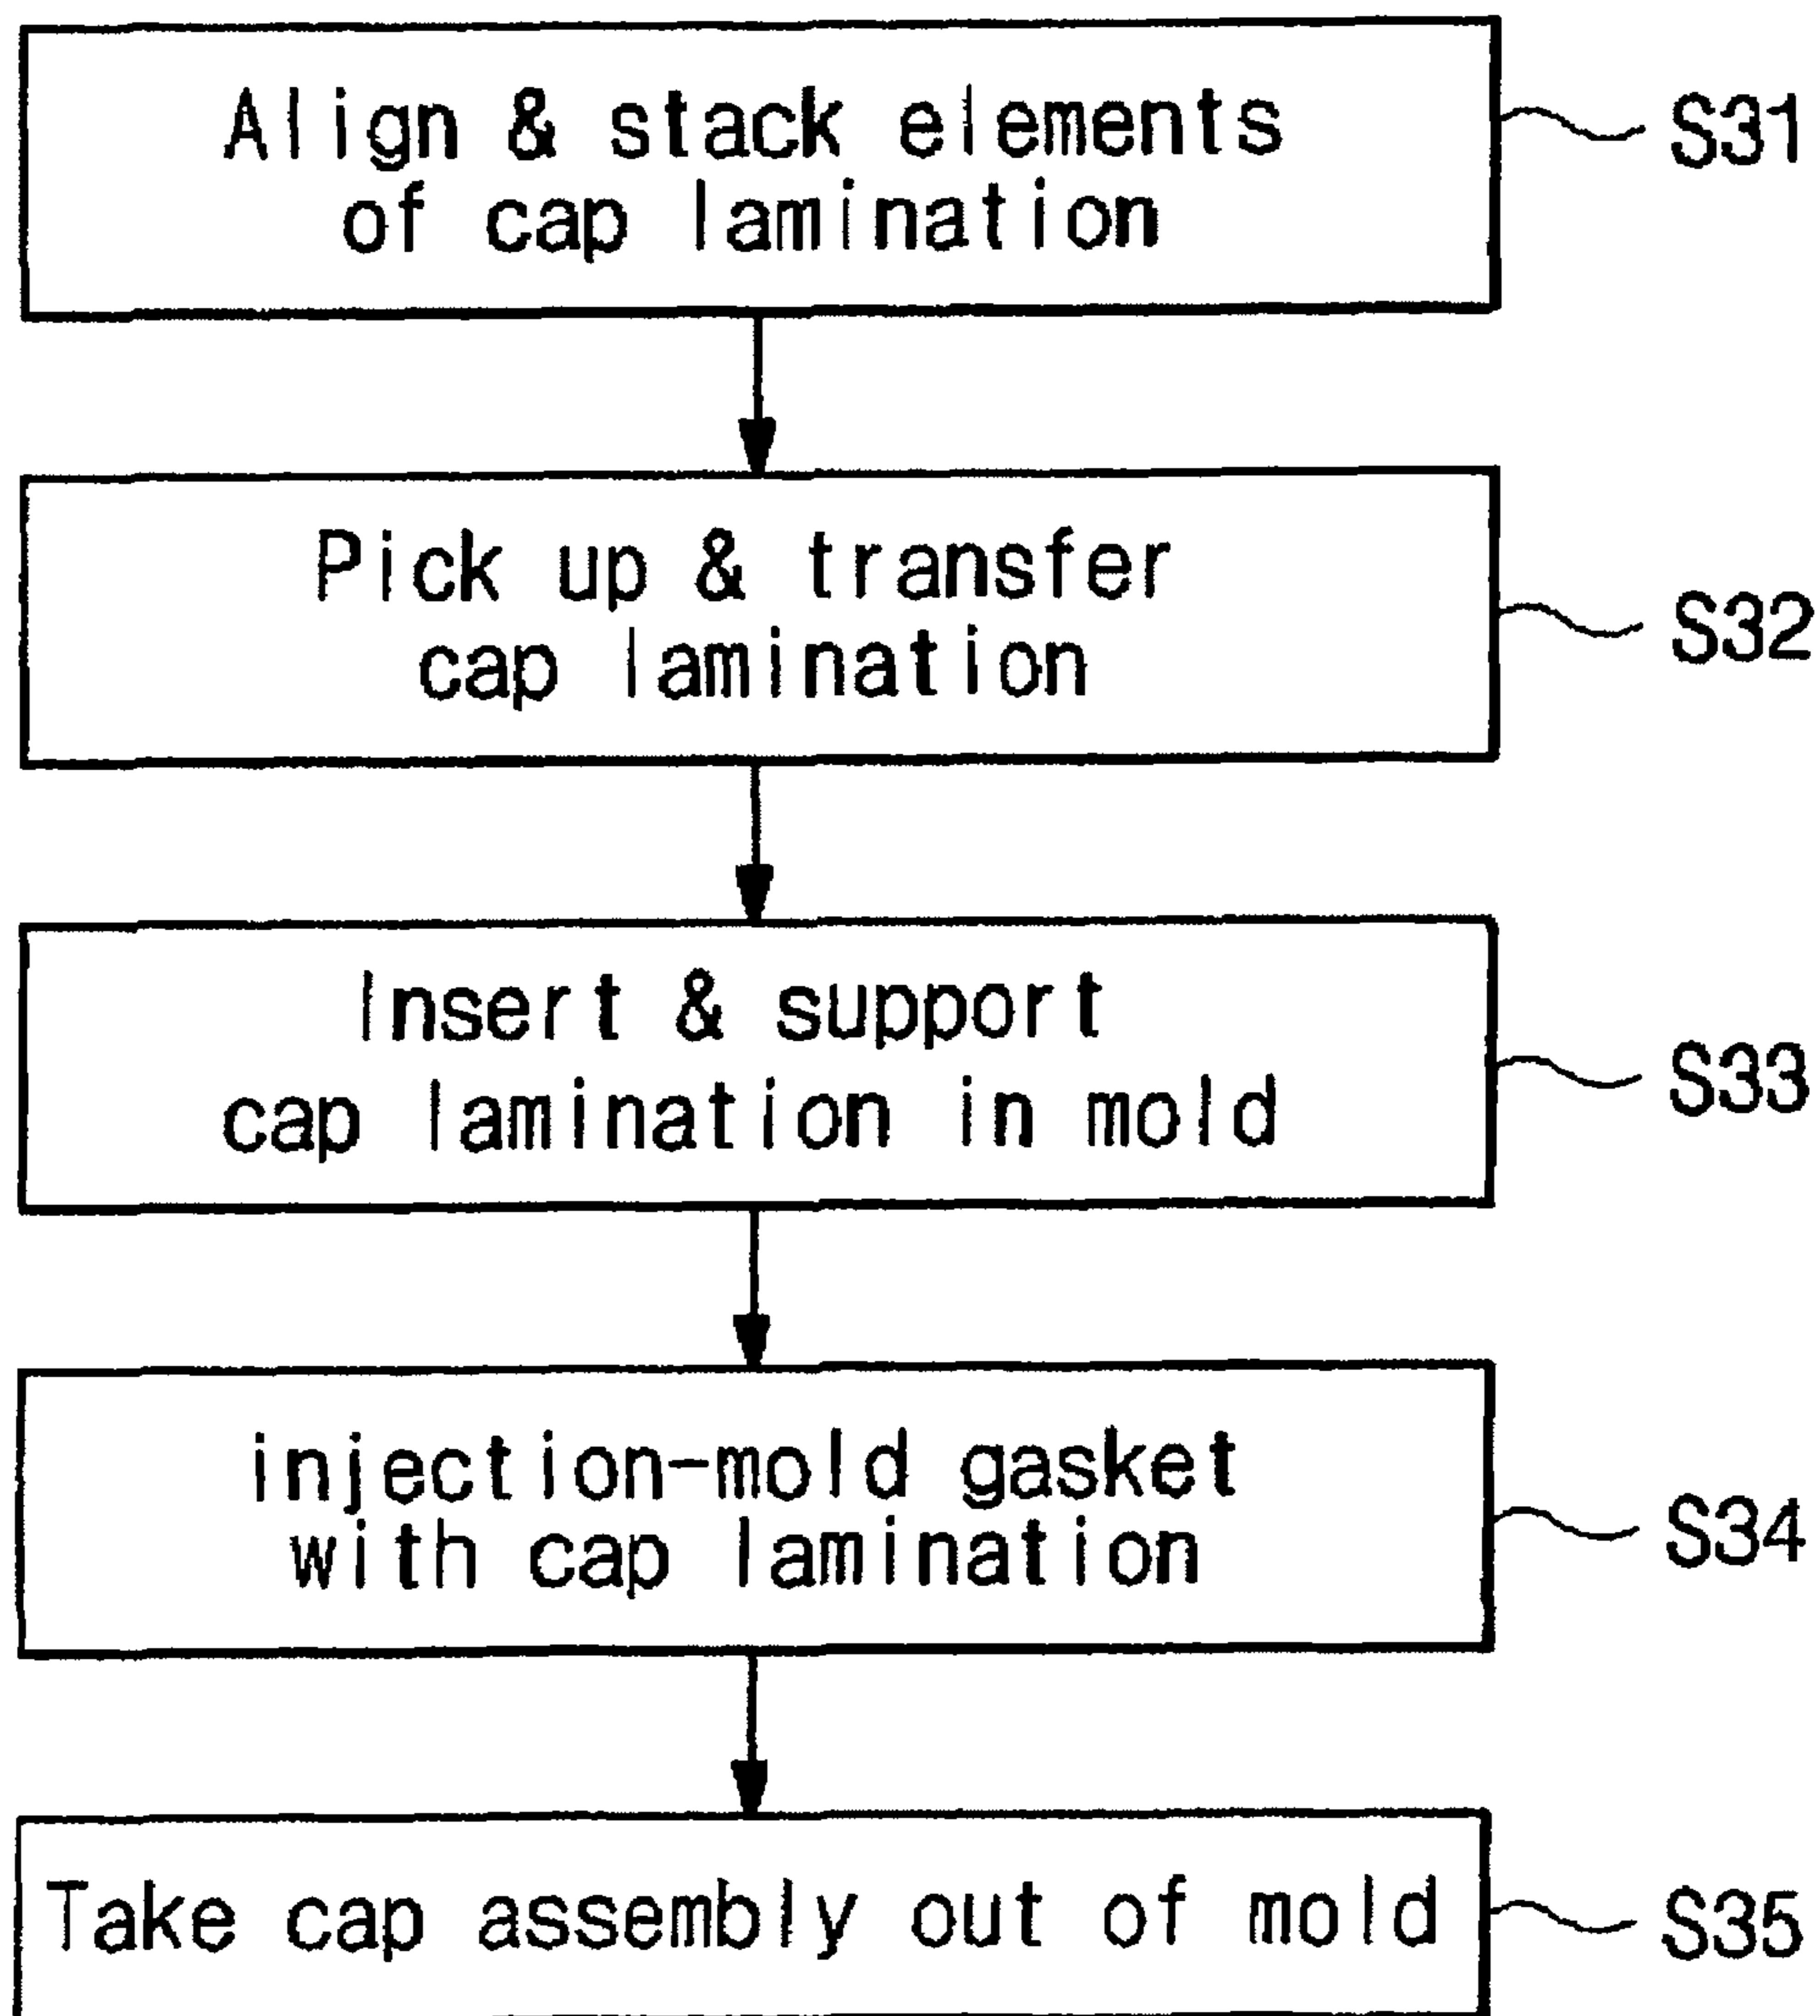 Align & stack elements
of cap lamination
S31
Pick up & transfer
cap lamination
S32
Insert & support
cap lamination in mold
S33
injection-mold gasket
with cap lamination
S34
Take cap assembly out of mold
S35